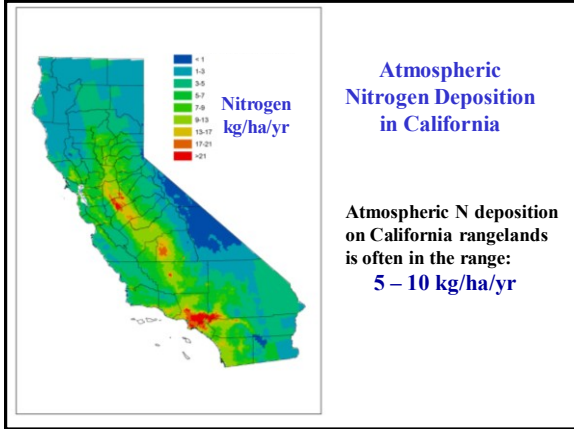 < 1
1-3
3-5
5-7
7-9
9-13
13-17
17-21
>21
Nitrogen
kg/ha/yr
Atmospheric
Nitrogen Deposition
in California
Atmospheric N deposition
on California rangelands
is often in the range:
5 – 10 kg/ha/yr